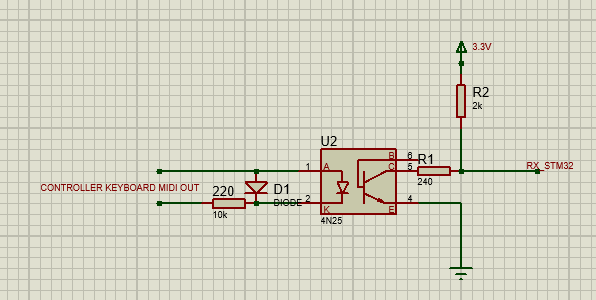 3.3V
R2
2k
U2
B 6
1 A C 5 R1
RX_STM32
240
CONTROLLER KEYBOARD MIDI OUT
220
D1
DIODE 2 K E 4
10k
4N25